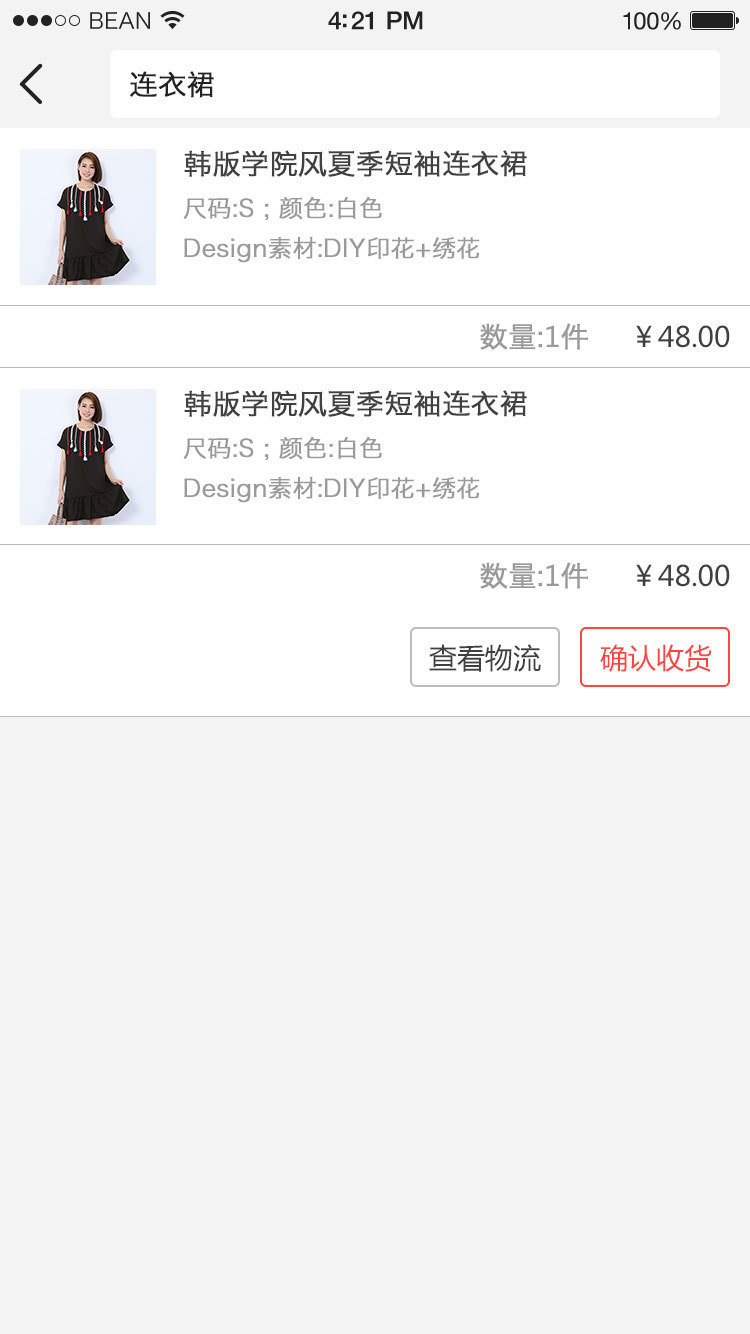 BEAN 4:21 PM 100%
连衣裙
韩版学院风夏季短袖连衣裙
尺码:S；颜色:白色
Design素材:DIY印花+绣花
数量:1件 ¥48.00
韩版学院风夏季短袖连衣裙
尺码:S；颜色:白色
Design素材:DIY印花+绣花
数量:1件 ¥48.00
查看物流 确认收货